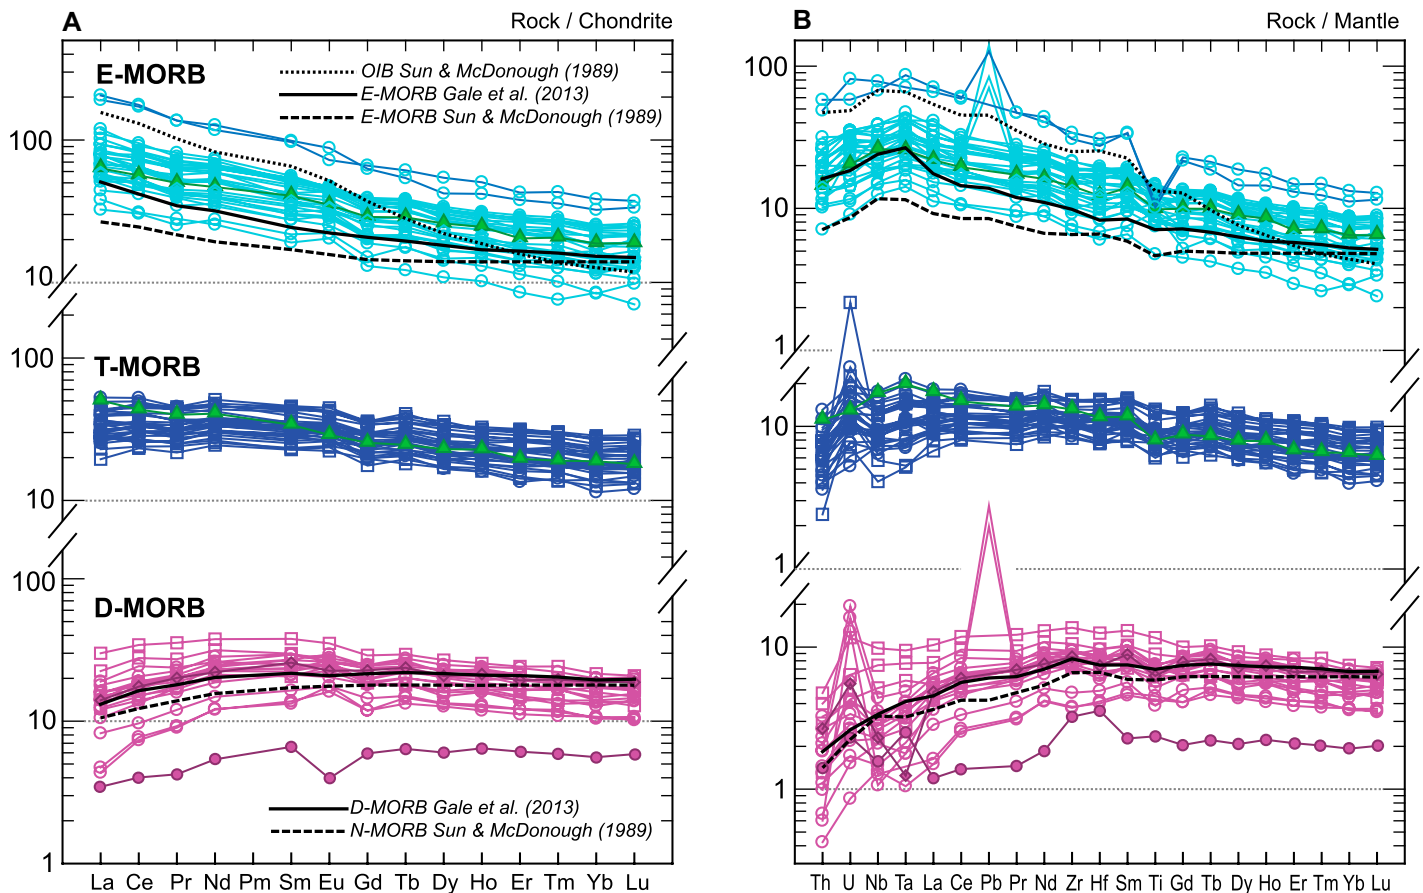 A
Rock / Chondrite
E-MORB
OIB Sun & McDonough (1989)
E-MORB Gale et al. (2013)
E-MORB Sun & McDonough (1989)
100
10
T-MORB
100
10
D-MORB
100
10
1
D-MORB Gale et al. (2013)
N-MORB Sun & McDonough (1989)
La Ce Pr Nd Pm Sm Eu Gd Tb Dy Ho Er Tm Yb Lu
B
Rock / Mantle
100
10
1
10
1
10
1
Th U Nb Ta La Ce Pb Pr Nd Zr Hf Sm Ti Gd Tb Dy Ho Er Tm Yb Lu